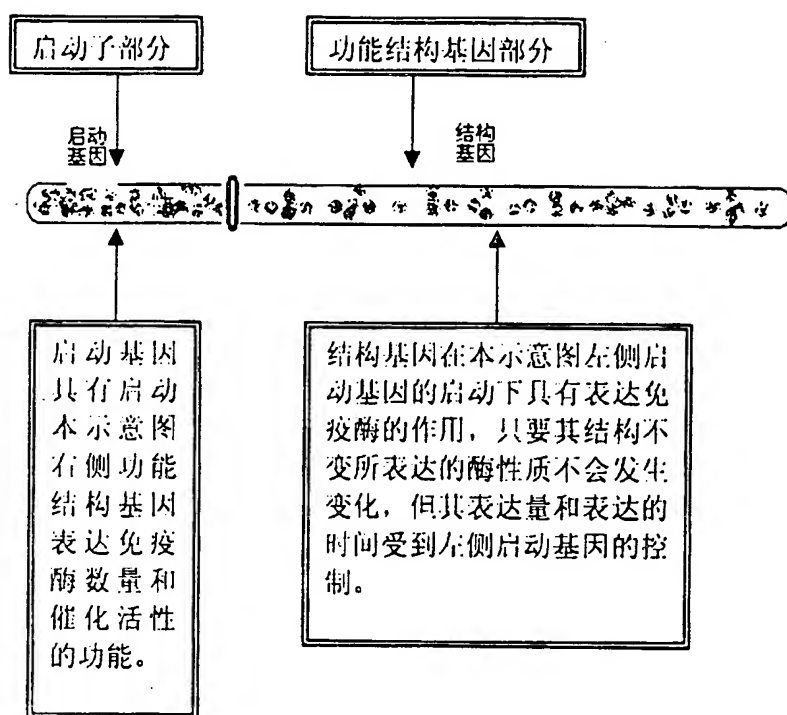 启动子部分
功能结构基因部分
启动
基因
结构
基因
启动基因
具有启动
本示意图
右侧功能
结构基因
表达免疫
酶数量和
催化活性
的功能。
结构基因在本示意图左侧启
动基因的启动下具有表达免
疫酶的作用，只要其结构不
变所表达的酶性质不会发生
变化，但其表达量和表达的
时间受到左侧启动基因的控
制。